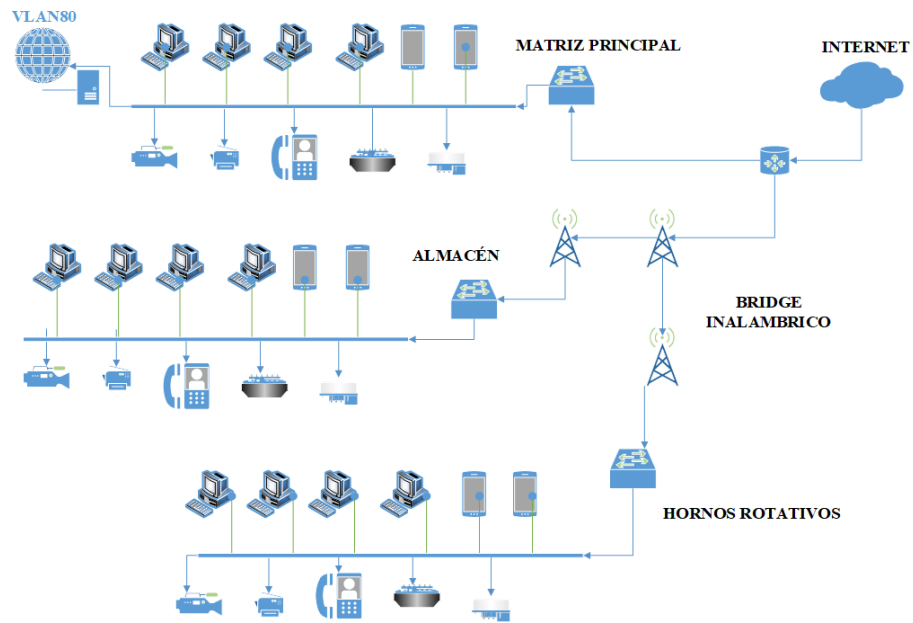 VLAN80
MATRIZ PRINCIPAL
INTERNET
ALMACÉN
BRIDGE
INALAMBRICO
HORNOS ROTATIVOS